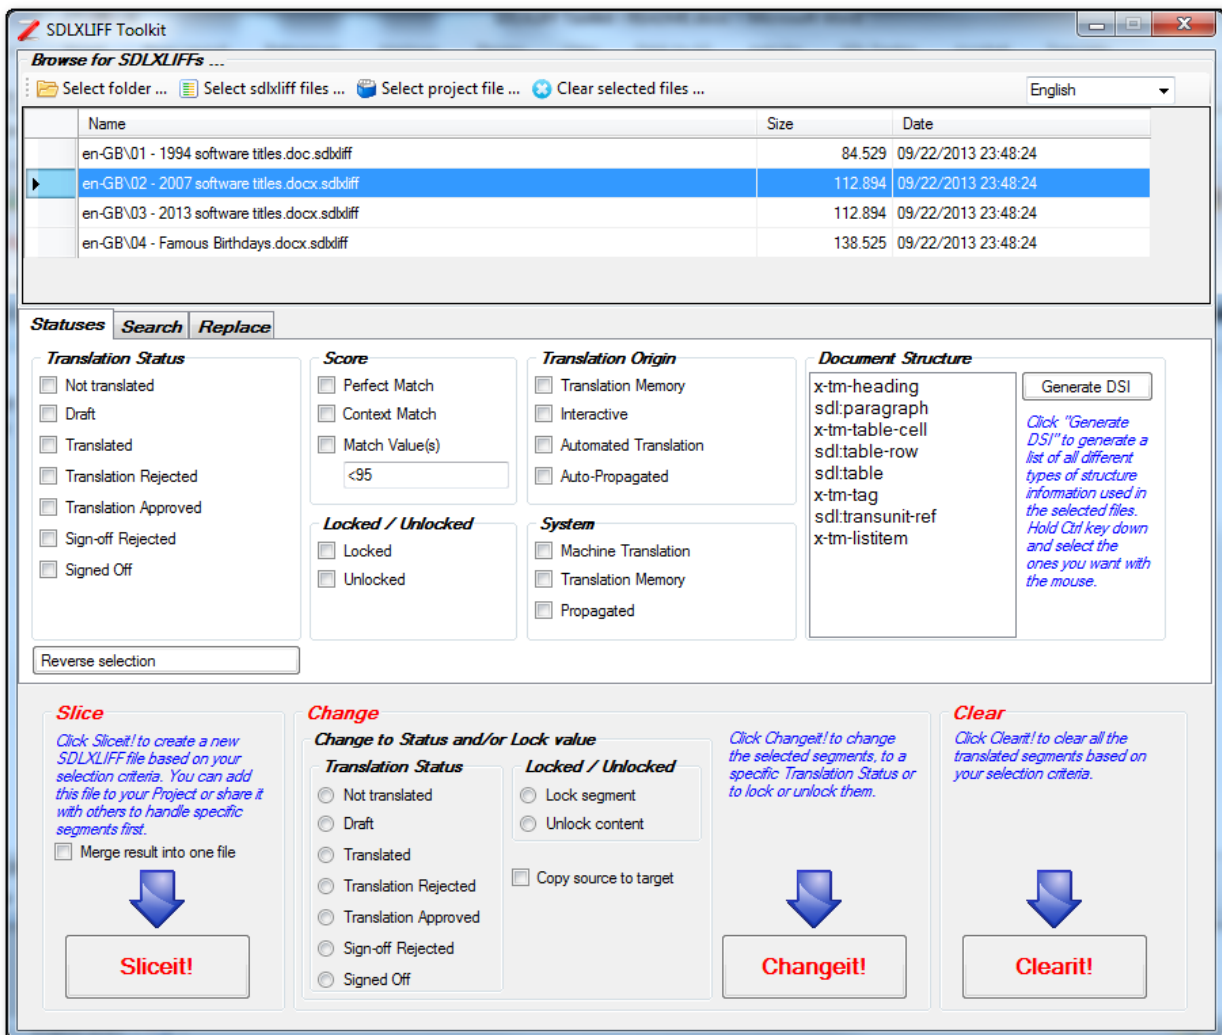 SDLXLIFF Toolkit
Browse for SDLXLIFFs ...
Select folder ... Select sdlxliff files ... Select project file ... Clear selected files ... English
Name Size Date
en-GB\01 - 1994 software titles.doc.sdlxliff 84.529 09/22/2013 23:48:24
en-GB\02 - 2007 software titles.docx.sdlxliff 112.894 09/22/2013 23:48:24
en-GB\03 - 2013 software titles.docx.sdlxliff 112.894 09/22/2013 23:48:24
en-GB\04 - Famous Birthdays.docx.sdlxliff 138.525 09/22/2013 23:48:24
Statuses Search Replace
Translation Status
Not translated
Draft
Translated
Translation Rejected
Translation Approved
Sign-off Rejected
Signed Off
Reverse selection
Score
Perfect Match
Context Match
Match Value(s)
<95
Locked / Unlocked
Locked
Unlocked
Translation Origin
Translation Memory
Interactive
Automated Translation
Auto-Propagated
System
Machine Translation
Translation Memory
Propagated
Document Structure
x-tm-heading
sdl:paragraph
x-tm-table-cell
sdl:table-row
sdl:table
x-tm-tag
sdl:transunit-ref
x-tm-listitem
Generate DSI
Click "Generate
DSI" to generate a
list of all different
types of structure
information used in
the selected files.
Hold Ctrl key down
and select the
ones you want with
the mouse.
Slice
Click Sliceit! to create a new
SDLXLIFF file based on your
selection criteria. You can add
this file to your Project or share it
with others to handle specific
segments first.
Merge result into one file
Sliceit!
Change
Change to Status and/or Lock value
Translation Status
Not translated
Draft
Translated
Translation Rejected
Translation Approved
Sign-off Rejected
Signed Off
Locked / Unlocked
Lock segment
Unlock content
Copy source to target
Click Changeit! to change
the selected segments, to a
specific Translation Status or
to lock or unlock them.
Changeit!
Clear
Click Clearit! to clear all the
translated segments based on
your selection criteria.
Clearit!